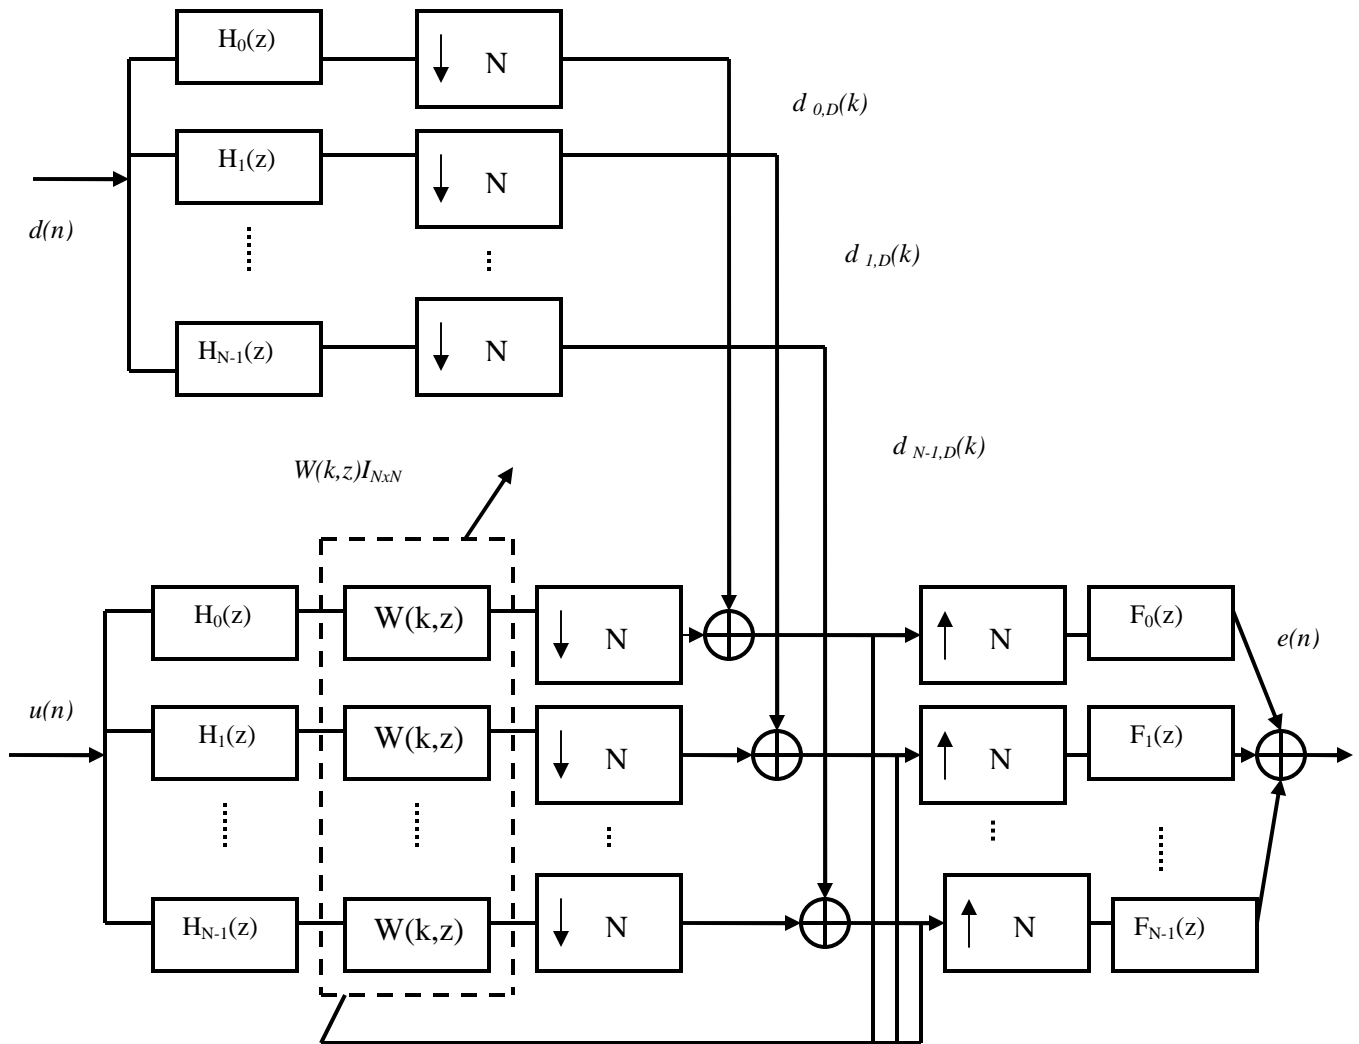 H0(z)
N
d 0,D(k)
H1(z)
N
d(n)
d 1,D(k)
HN-1(z)
N
d N-1,D(k)
W(k,z)INxN
H0(z)
W(k,z)
N
N
F0(z)
e(n)
u(n)
H1(z)
W(k,z)
N
N
F1(z)
HN-1(z)
W(k,z)
N
N
FN-1(z)